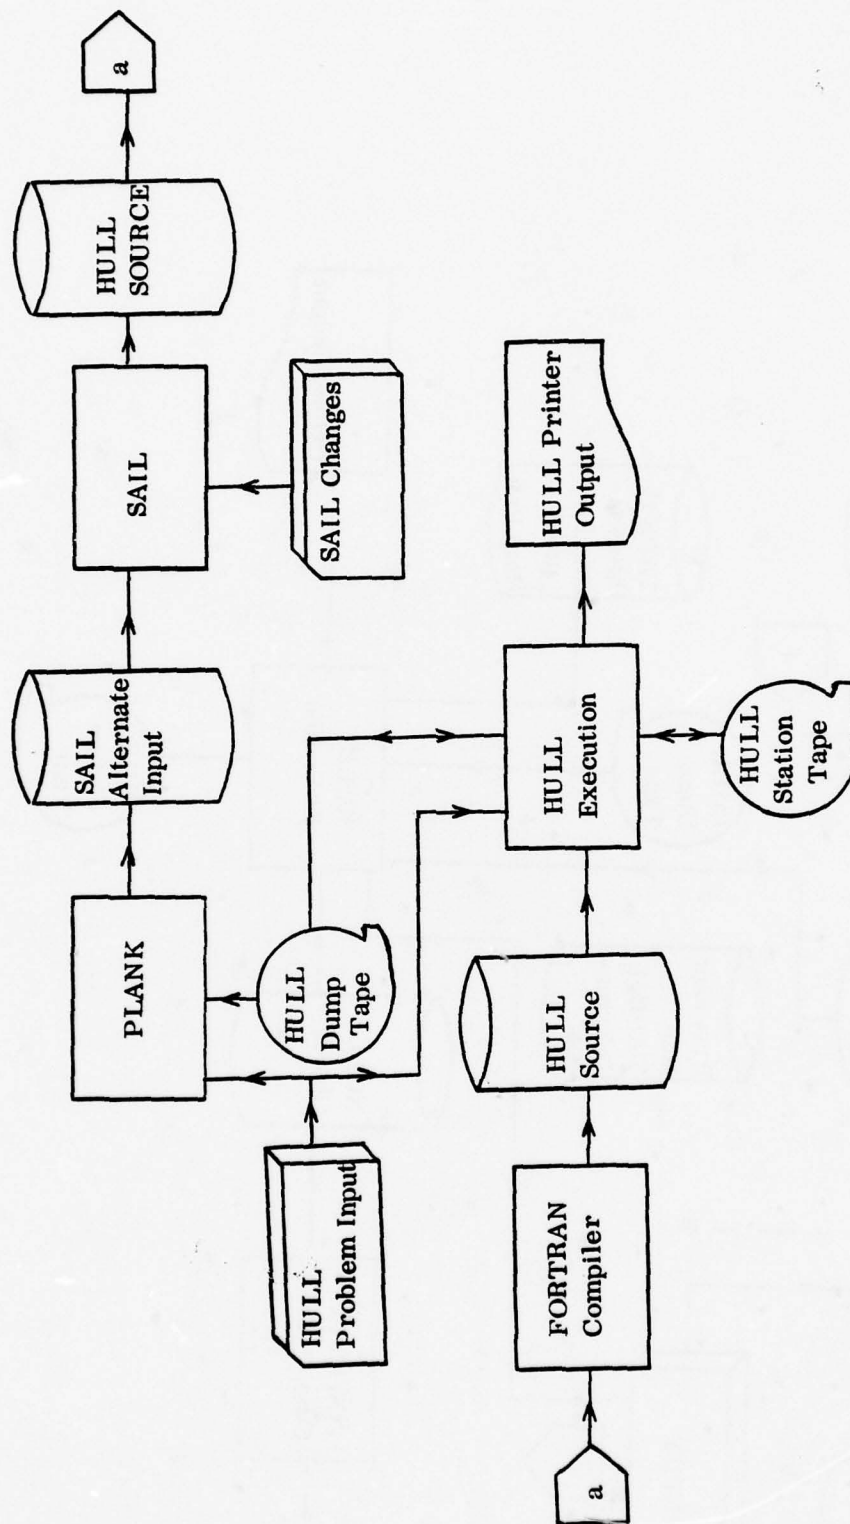 PLANK
SAIL
Alternate
Input
SAIL
HULL
SOURCE
a
HULL
Problem Input
HULL
Dump
Tape
SAIL Changes
a
FORTRAN
Compiler
HULL
Source
HULL
Execution
HULL Printer
Output
HULL
Station
Tape